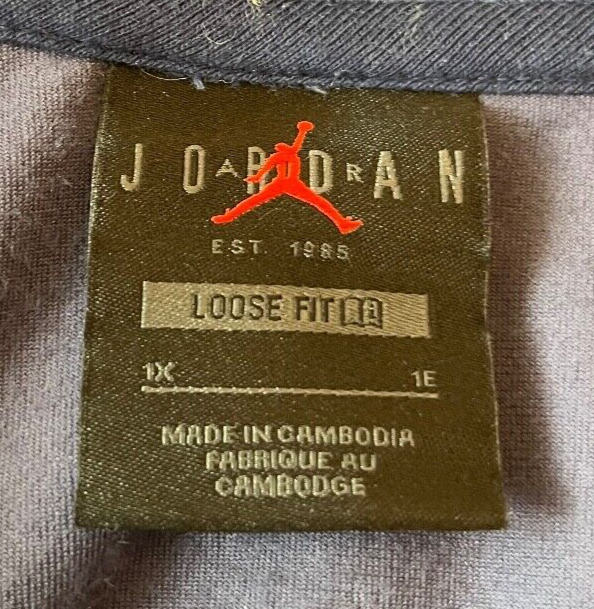 JORDAN
AIR
EST. 1985
LOOSE FIT
1X 1E
MADE IN CAMBODIA
FABRIQUE AU
CAMBODGE